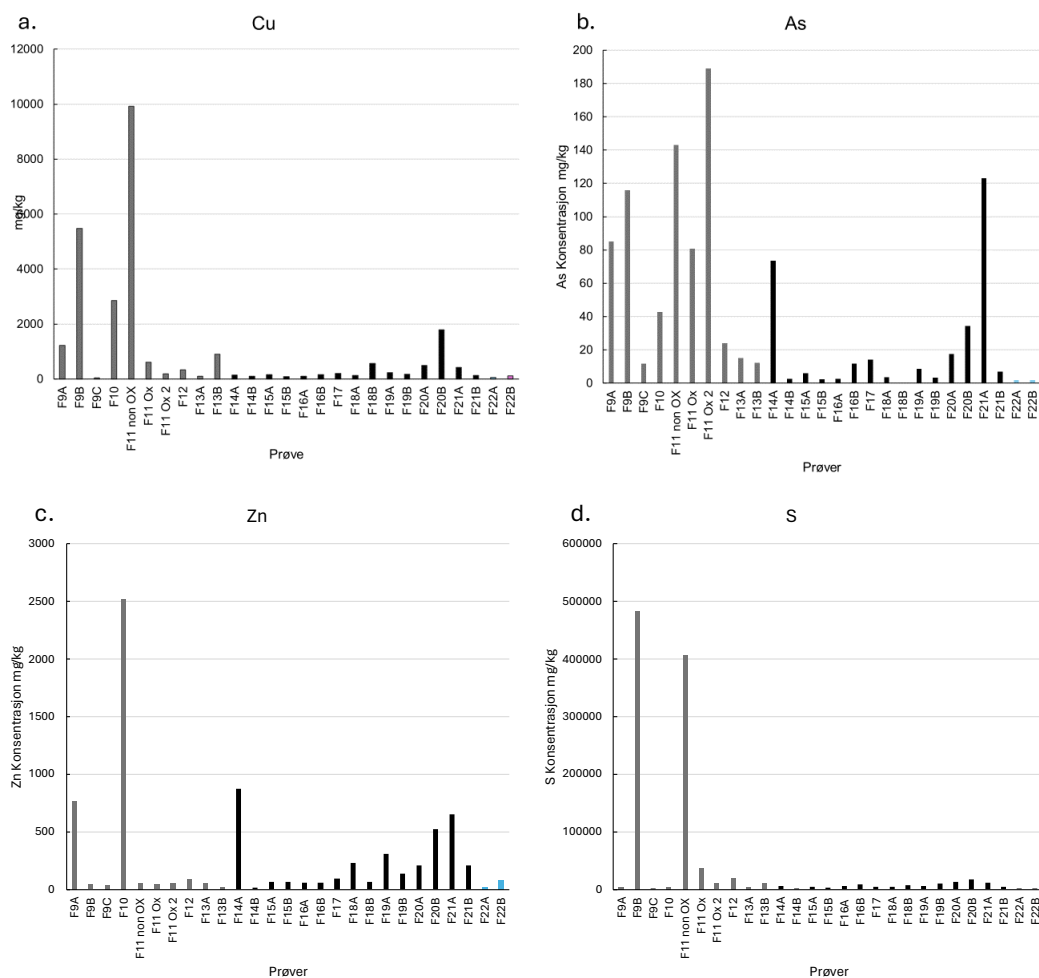 a.
Cu
12000
10000
8000
6000
4000
2000
0
mg/kg
F9A
F9B
F9C
F10
F11 non OX
F11 Ox
F11 Ox 2
F12
F13A
F13B
F14A
F14B
F15A
F15B
F16A
F16B
F17
F18A
F18B
F19A
F19B
F20A
F20B
F21A
F21B
F22A
F22B
Prøve
b.
As
200
180
160
140
120
100
80
60
40
20
0
As Konsentrasjon mg/kg
F9A
F9B
F9C
F10
F11 non OX
F11 Ox
F11 Ox 2
F12
F13A
F13B
F14A
F14B
F15A
F15B
F16A
F16B
F17
F18A
F18B
F19A
F19B
F20A
F20B
F21A
F21B
F22A
F22B
Prøver
c.
Zn
3000
2500
2000
1500
1000
500
0
Zn Konsentrasjon mg/kg
F9A
F9B
F9C
F10
F11 non OX
F11 Ox
F11 Ox 2
F12
F13A
F13B
F14A
F14B
F15A
F15B
F16A
F16B
F17
F18A
F18B
F19A
F19B
F20A
F20B
F21A
F21B
F22A
F22B
Prøver
d.
S
600000
500000
400000
300000
200000
100000
0
S Konsentrasjon mg/kg
F9A
F9B
F9C
F10
F11 non OX
F11 Ox
F11 Ox 2
F12
F13A
F13B
F14A
F14B
F15A
F15B
F16A
F16B
F17
F18A
F18B
F19A
F19B
F20A
F20B
F21A
F21B
F22A
F22B
Prøver